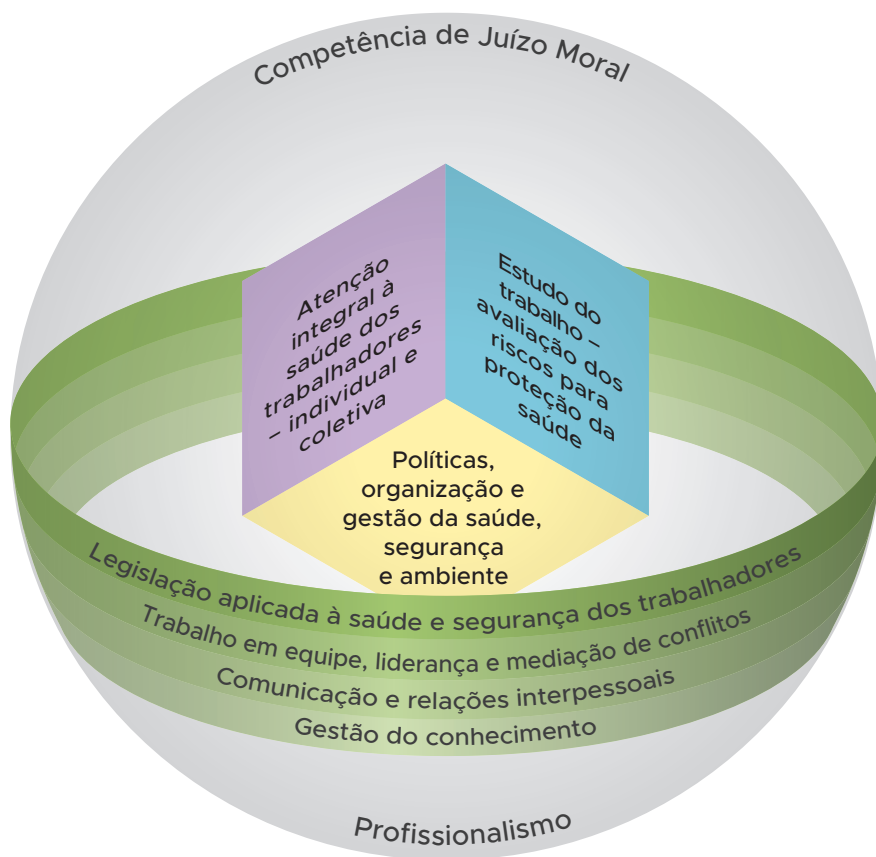 Competência de Juízo Moral
Atenção
integral à
saúde dos
trabalhadores
– individual e
coletiva
Estudo do
trabalho –
avaliação dos
riscos para
proteção da
saúde
Políticas,
organização e
gestão da saúde,
segurança
e ambiente
Legislação aplicada à saúde e segurança dos trabalhadores
Trabalho em equipe, liderança e mediação de conflitos
Comunicação e relações interpessoais
Gestão do conhecimento
Profissionalismo